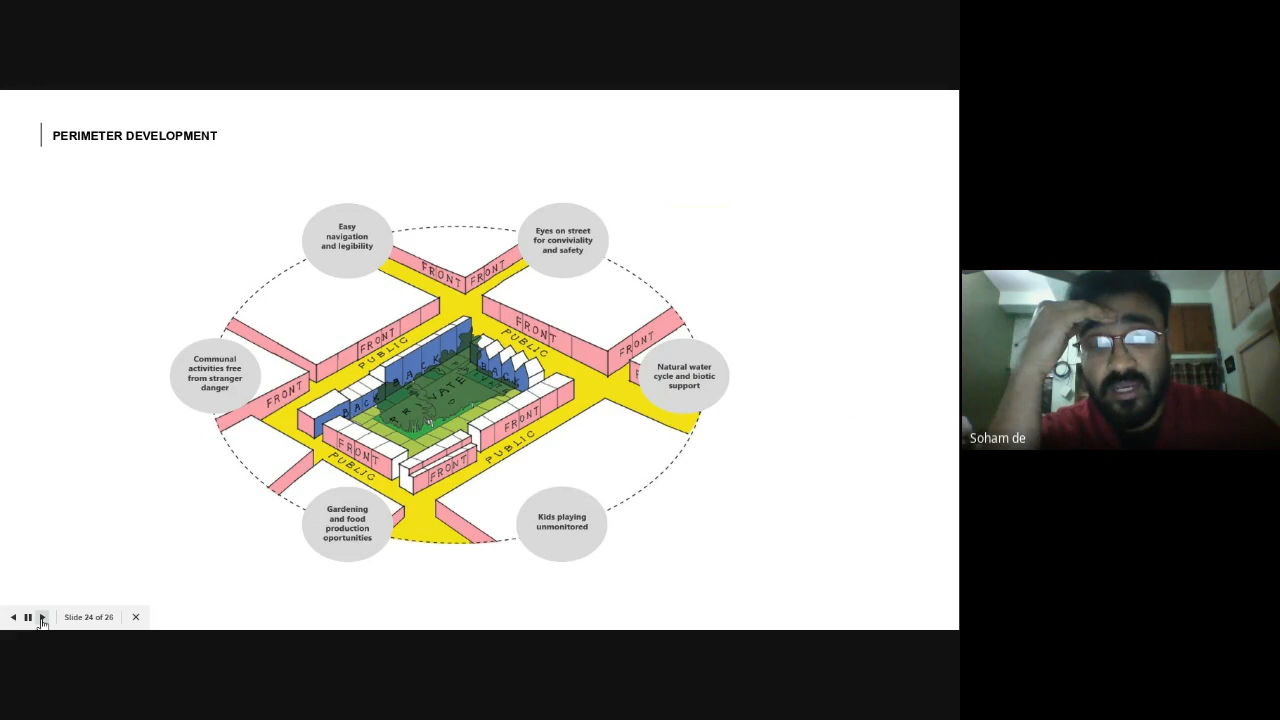 PERIMETER DEVELOPMENT
Easy
navigation
and legibility
Eyes on street
for conviviality
and safety
FRONT FRONT
FRONT
PUBLIC
FRONT
PUBLIC
FRONT
Communal
activities free
from stranger
danger
FRONT
BACK
BACK
BACK
PRIVATE
Natural water
cycle and biotic
support
FRONT
PUBLIC
FRONT
PUBLIC
FRONT
Gardening
and food
production
oportunities
Kids playing
unmonitored
Soham de
Slide 24 of 26